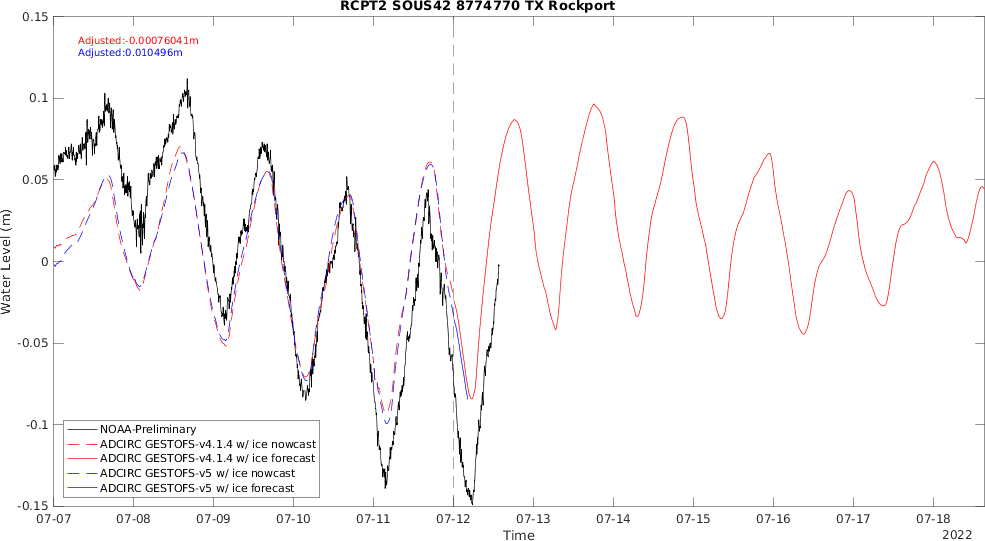 RCPT2 SOUS42 8774770 TX Rockport
Adjusted:-0.00076041m
Adjusted:0.010496m
Water Level (m)
0.15
0.1
0.05
0
-0.05
-0.1
-0.15
NOAA-Preliminary
ADCIRC GESTOFS-v4.1.4 w/ ice nowcast
ADCIRC GESTOFS-v4.1.4 w/ ice forecast
ADCIRC GESTOFS-v5 w/ ice nowcast
ADCIRC GESTOFS-v5 w/ ice forecast
07-07 07-08 07-09 07-10 07-11 07-12 07-13 07-14 07-15 07-16 07-17 07-18
Time
2022